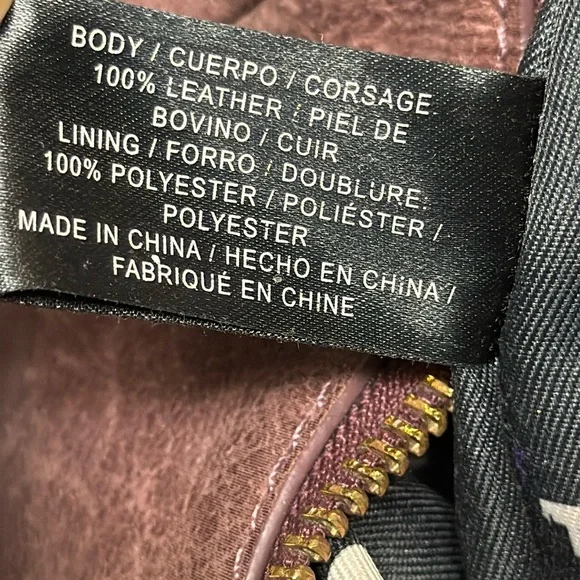 BODY / CUERPO / CORSAGE:
100% LEATHER : PIEL DE
BOVINO / CUIR
LINING / FORRO / DOUBLURE:
100% POLYESTER / POLIÉSTER /
POLYESTER
MADE IN CHINA / HECHO EN CHINA /
FABRIQUÉ EN CHINE